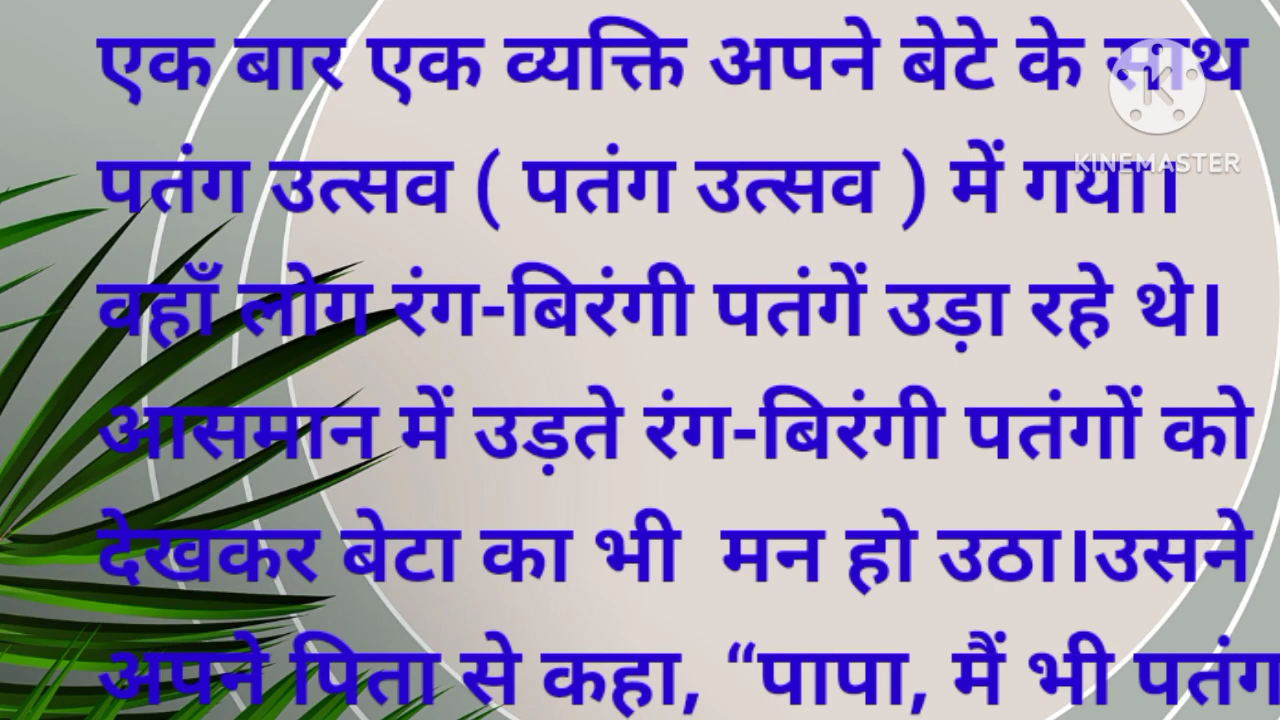 एक बार एक व्यक्ति अपने बेटे के साथ
पतंग उत्सव ( पतंग उत्सव ) में गया।
वहाँ लोग रंग-बिरंगी पतंगें उड़ा रहे थे।
आसमान में उड़ते रंग-बिरंगी पतंगों को
देखकर बेटा का भी मन हो उठा।उसने
अपने पिता से कहा, “पापा, मैं भी पतंग
KINEMASTER